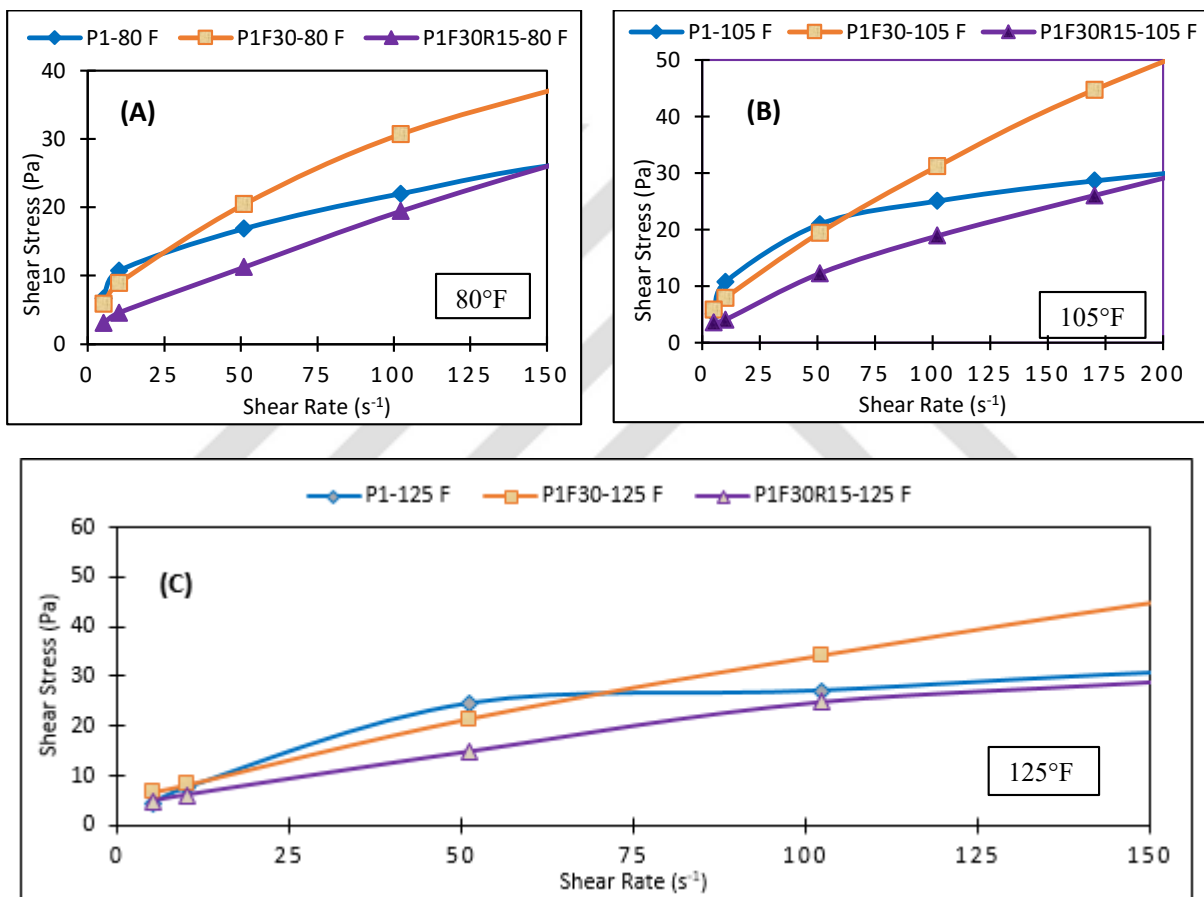 P1-80 F P1F30-80 F P1F30R15-80 F
(A)
Shear Stress (Pa)
40
30
20
10
0
80°F
0 25 50 75 100 125 150
Shear Rate (s-1)
P1-105 F P1F30-105 F P1F30R15-105 F
(B)
Shear Stress (Pa)
50
40
30
20
10
0
105°F
0 25 50 75 100 125 150 175 200
Shear Rate (s-1)
P1-125 F P1F30-125 F P1F30R15-125 F
(C)
Shear Stress (Pa)
60
50
40
30
20
10
0
125°F
0 25 50 75 100 125 150
Shear Rate (s-1)